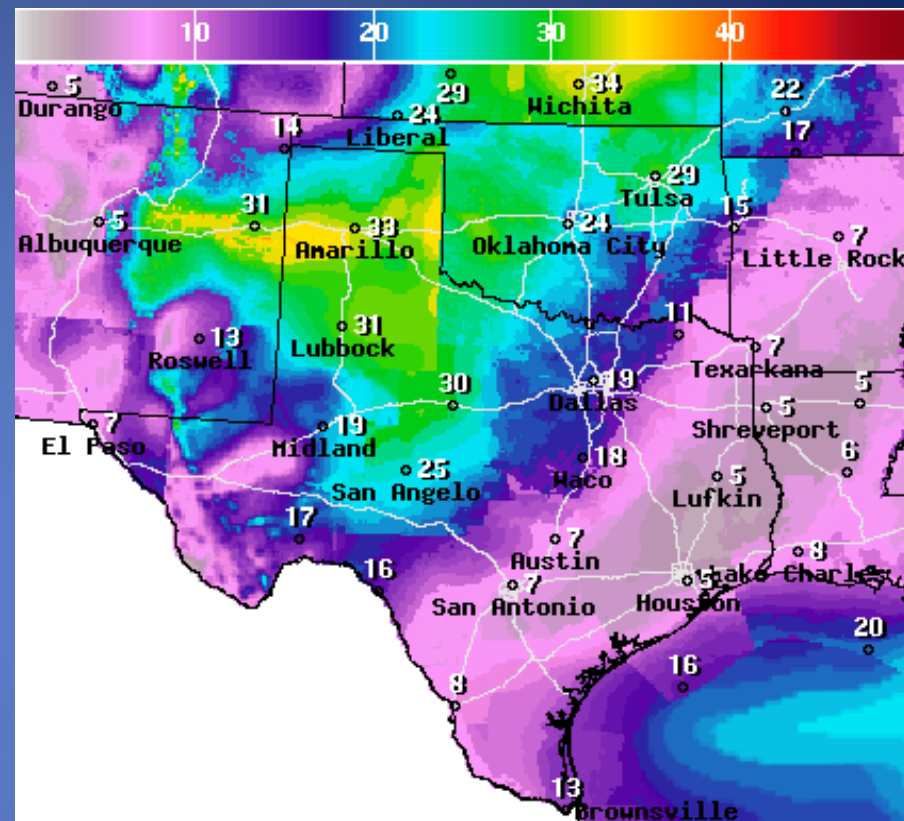 10 20 30 40
5 29 34 22
Durango 24 Wichita
14 Liberal 17
29
Tulsa
5 31 33 24 15 7
Albuquerque Amarillo Oklahoma City Little Rock
13 31 11 7
Roswell Lubbock Texarkana
30 19 5 5
7 19 Dallas Shreveport
El Paso Midland
25 18 5 6
San Angelo Waco Lufkin
17 7 8
Austin
16 7 5 Lake Charles
San Antonio Houston
20
8 16
13
Brownsville